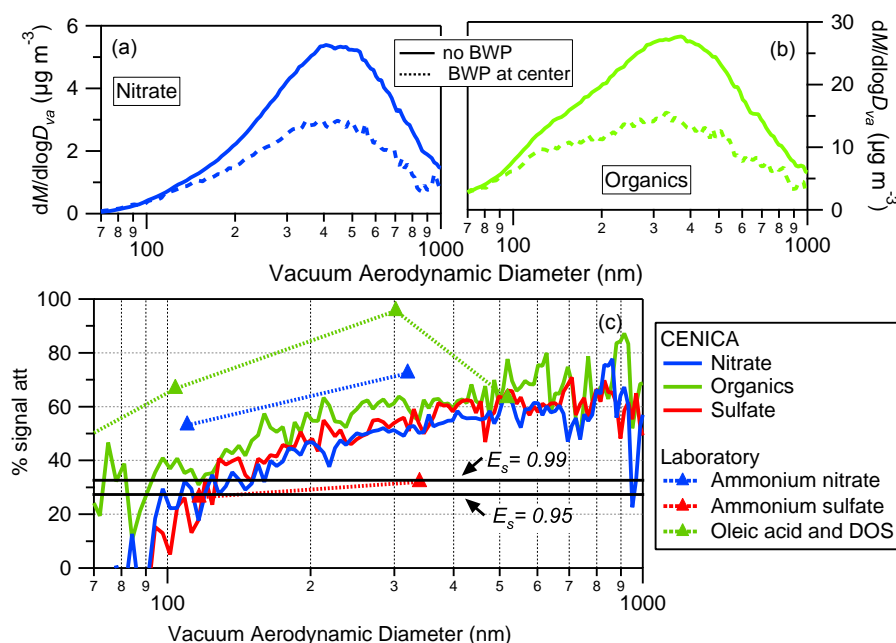 (a)
Nitrate
no BWP
BWP at center
(b)
Organics
dM/dlogDva (µg m-3)
6
4
2
0
7 8 9 100 2 3 4 5 6 7 8 9 1000
dM/dlogDva (µg m-3)
30
20
10
0
7 8 9 100 2 3 4 5 6 7 8 9 1000
Vacuum Aerodynamic Diameter (nm)
(c)
% signal att
100
80
60
40
20
0
Es= 0.99
Es= 0.95
7 8 9 100 2 3 4 5 6 7 8 9 1000
Vacuum Aerodynamic Diameter (nm)
CENICA
Nitrate
Organics
Sulfate
Laboratory
Ammonium nitrate
Ammonium sulfate
Oleic acid and DOS